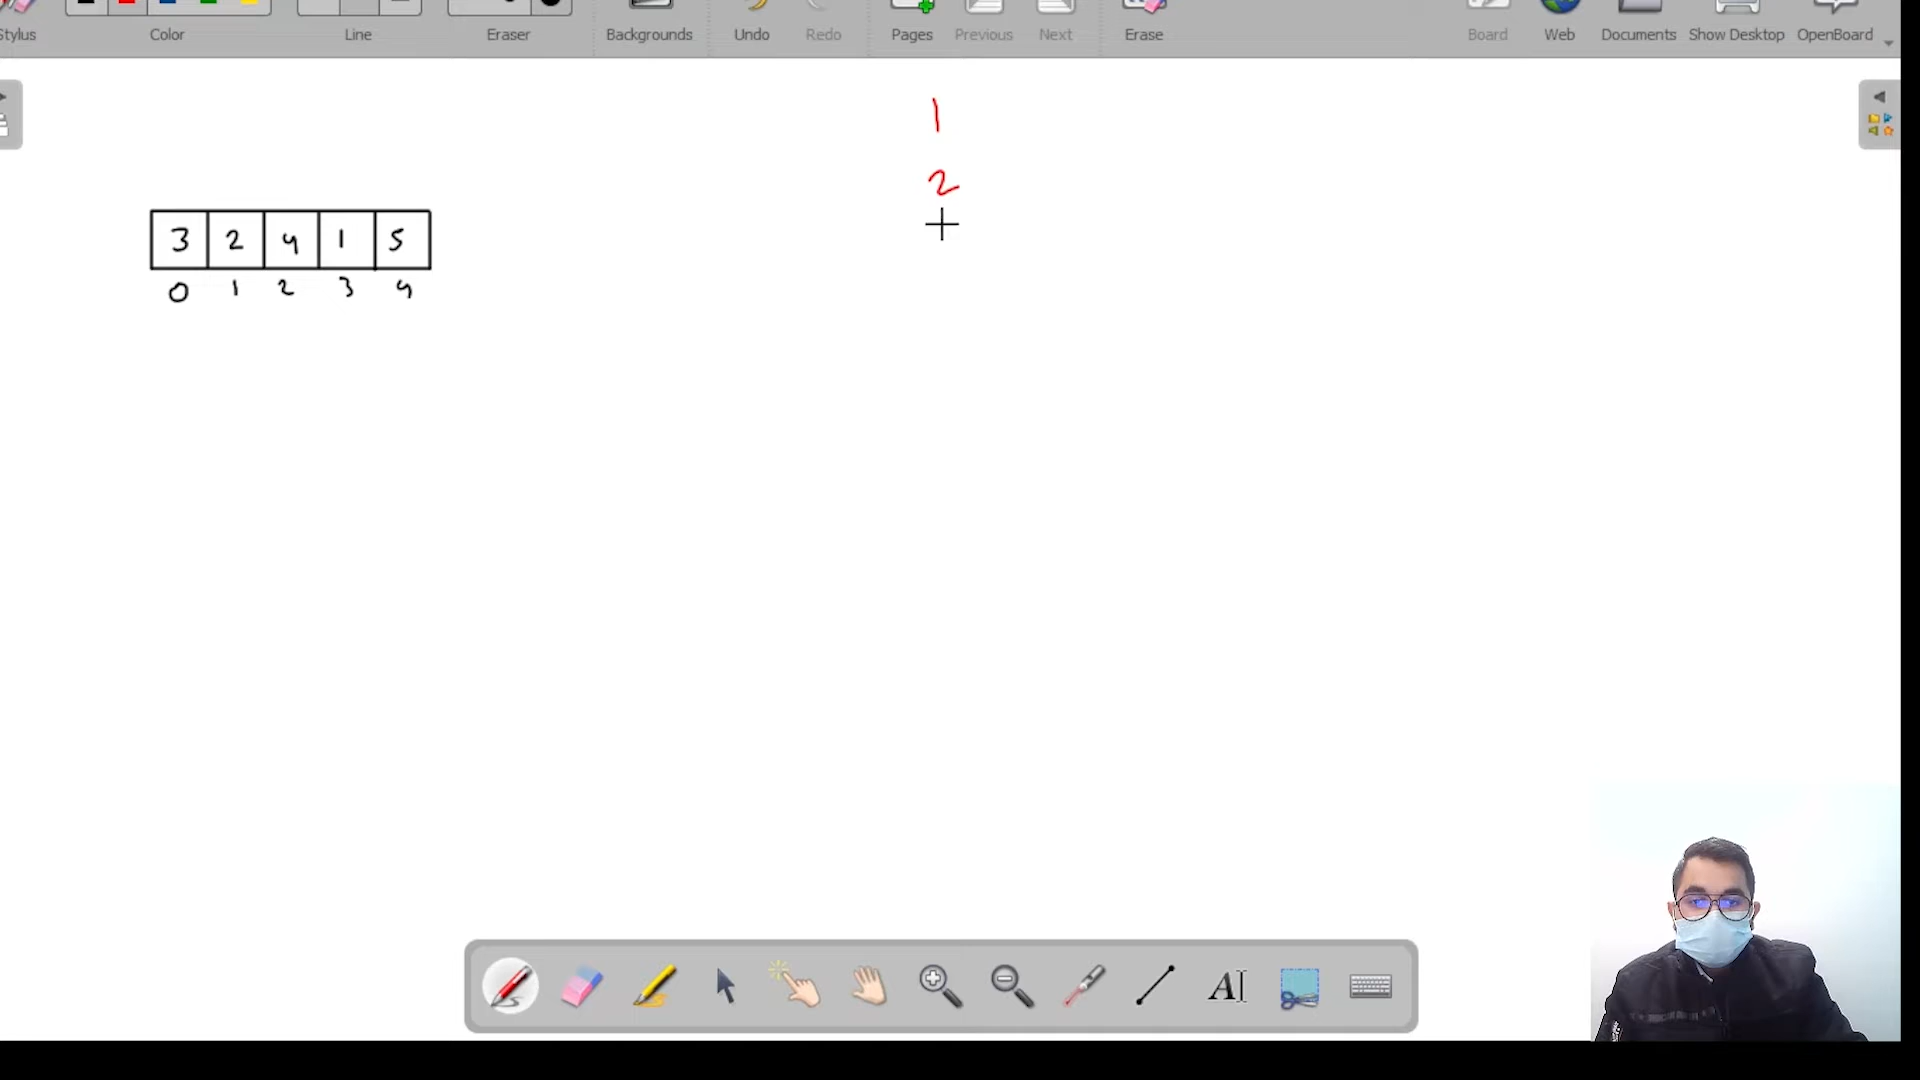 Stylus Color Line Eraser Backgrounds Undo Redo Pages Previous Next Erase Board Web Documents Show Desktop OpenBoard
1
2
3 2 4 1 5
0 1 2 3 4
A